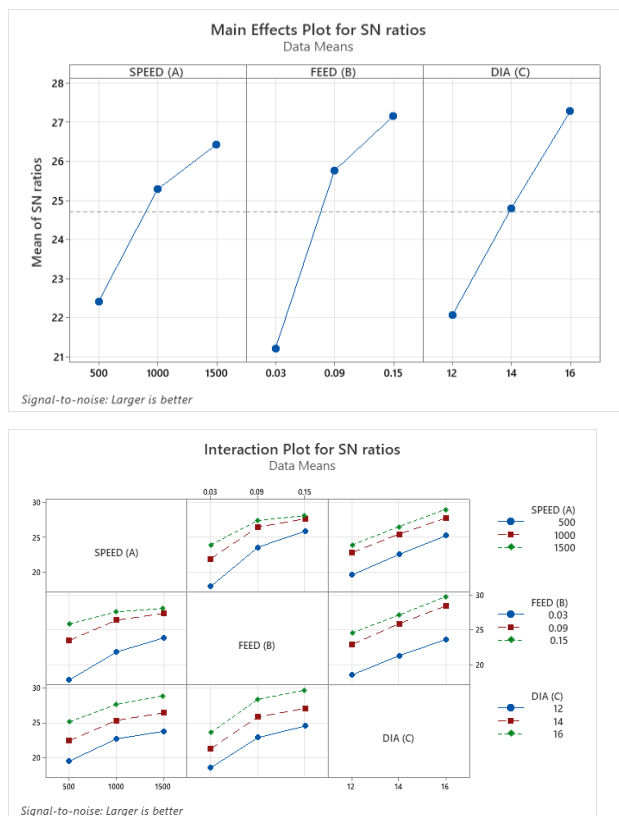 Main Effects Plot for SN ratios
Data Means
SPEED (A) FEED (B) DIA (C)
28
27
26
25
24
23
22
21
Mean of SN ratios
500 1000 1500 0.03 0.09 0.15 12 14 16
Signal-to-noise: Larger is better
Interaction Plot for SN ratios
Data Means
0.03 0.09 0.15
30
25
20
SPEED (A)
SPEED (A)
500
1000
1500
FEED (B)
30
25
20
FEED (B)
0.03
0.09
0.15
30
25
20
DIA (C)
DIA (C)
12
14
16
500 1000 1500 12 14 16
Signal-to-noise: Larger is better